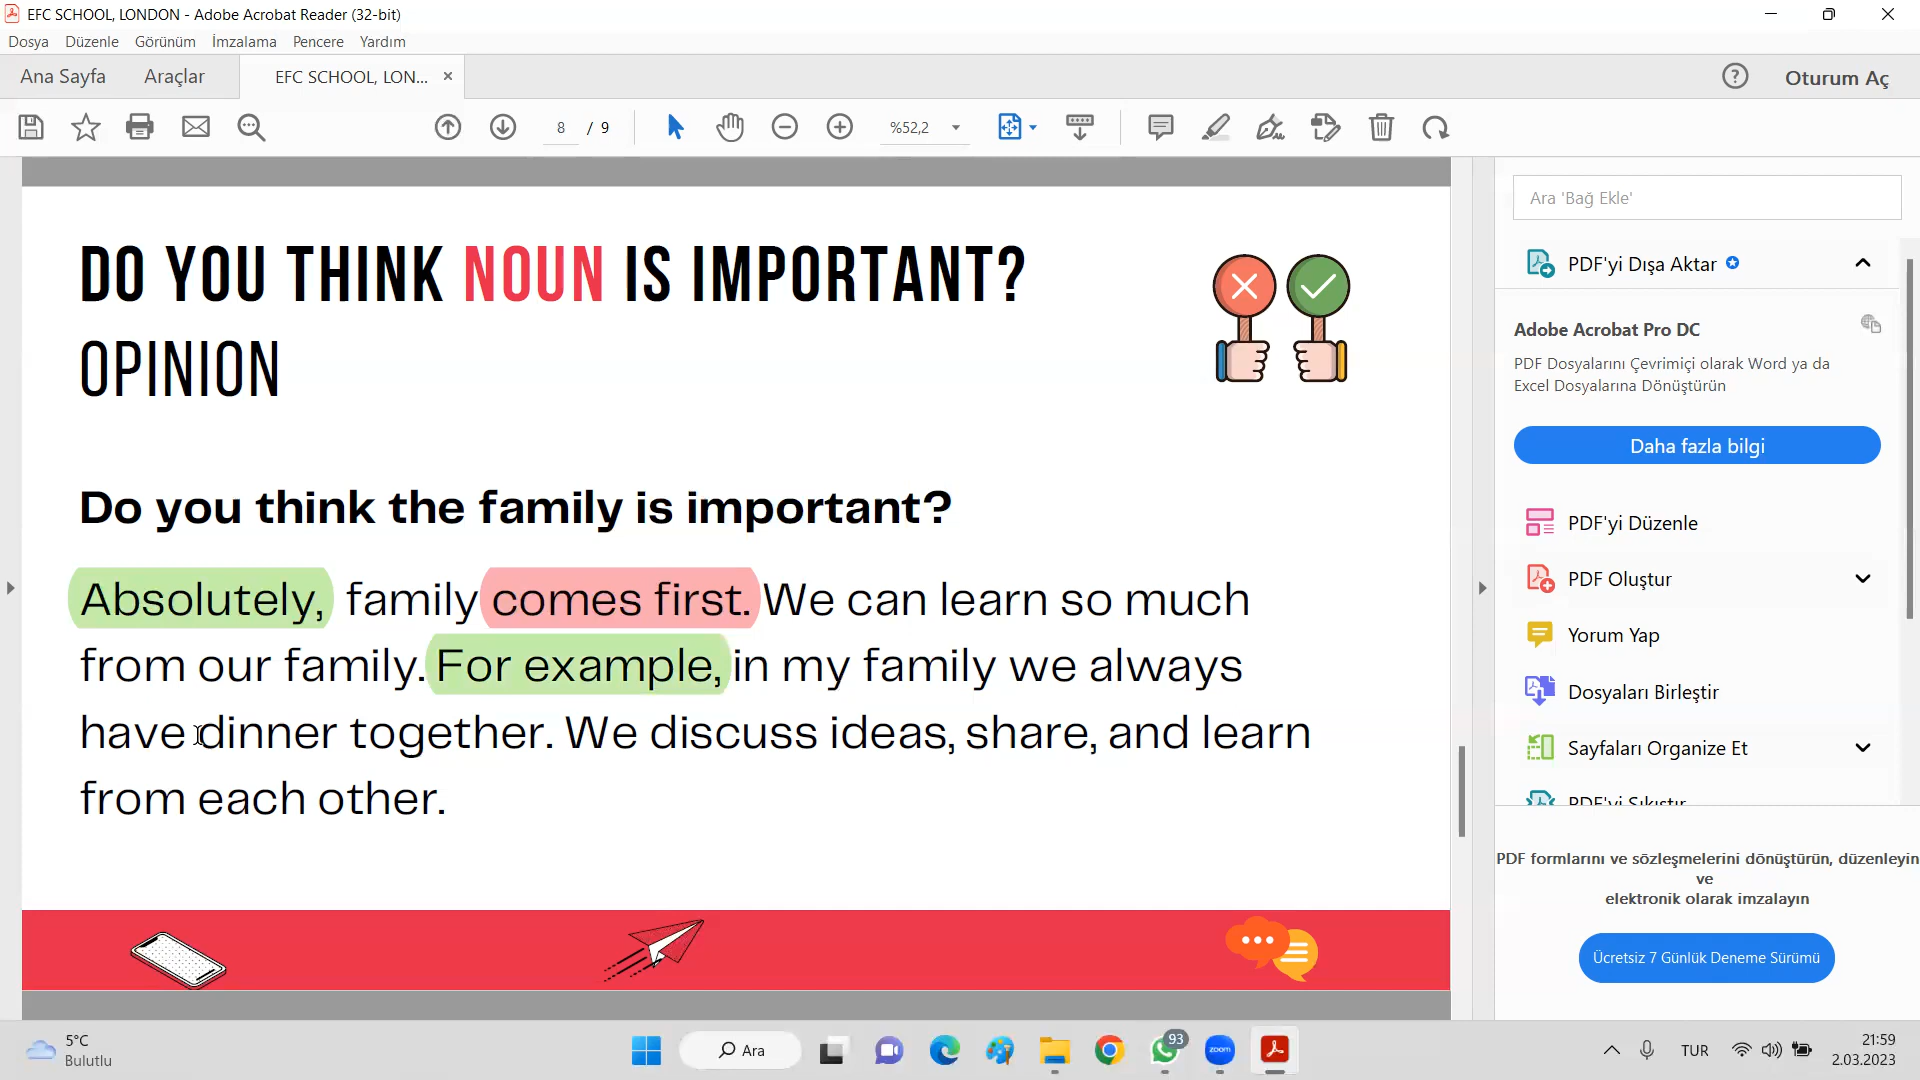 EFC SCHOOL, LONDON - Adobe Acrobat Reader (32-bit)
Dosya Düzenle Görünüm İmzalama Pencere Yardım
Ana Sayfa Araçlar EFC SCHOOL, LON... Oturum Aç
8 / 9 %52,2
DO YOU THINK NOUN IS IMPORTANT?
OPINION
Do you think the family is important?
Absolutely, family comes first. We can learn so much
from our family. For example, in my family we always
have dinner together. We discuss ideas, share, and learn
from each other.
Ara 'Bağ Ekle'
PDF'yi Dışa Aktar
Adobe Acrobat Pro DC
PDF Dosyalarını Çevrimiçi olarak Word ya da
Excel Dosyalarına Dönüştürün
Daha fazla bilgi
PDF'yi Düzenle
PDF Oluştur
Yorum Yap
Dosyaları Birleştir
Sayfaları Organize Et
PDF'yi Sıkıştır
PDF formlarını ve sözleşmelerini dönüştürün, düzenleyin
ve
elektronik olarak imzalayın
Ücretsiz 7 Günlük Deneme Sürümü
5°C
Bulutlu
Ara
93
zoom
TUR
21:59
2.03.2023